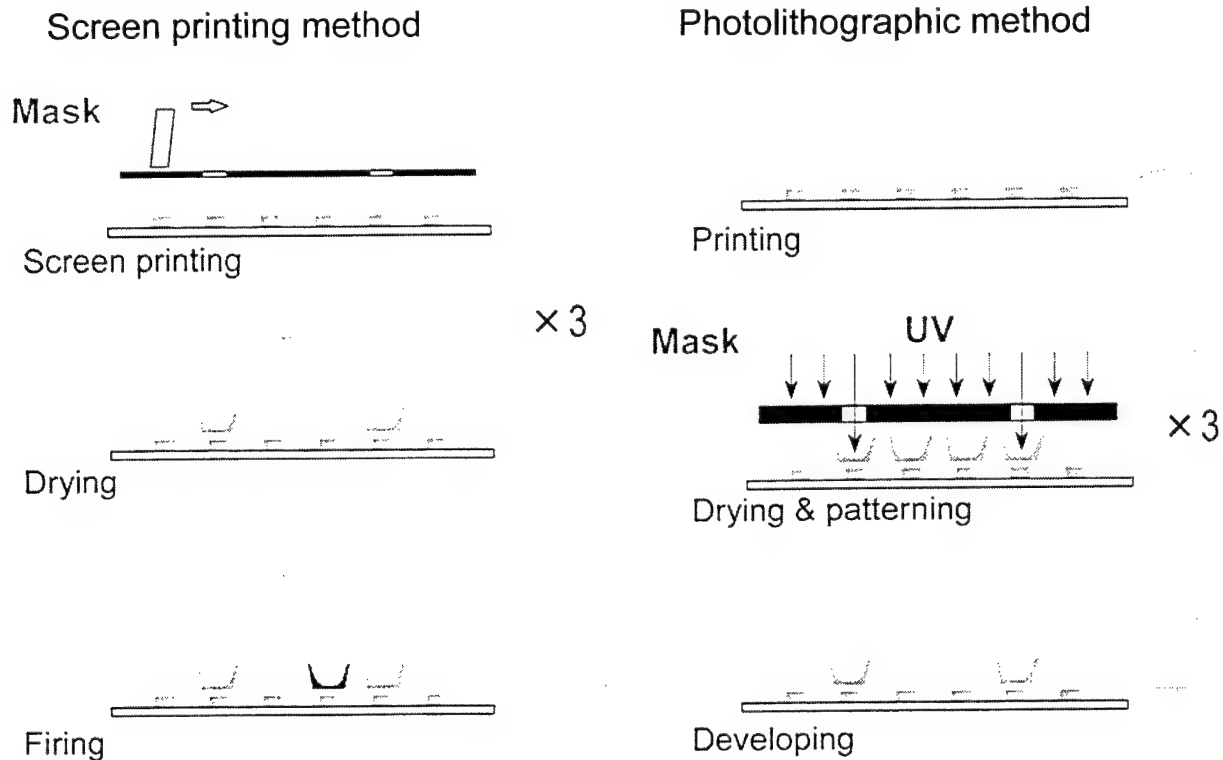 Screen printing method
Mask
Screen printing
× 3
Drying
Firing
Photolithographic method
Printing
Mask
UV
× 3
Drying & patterning
Developing